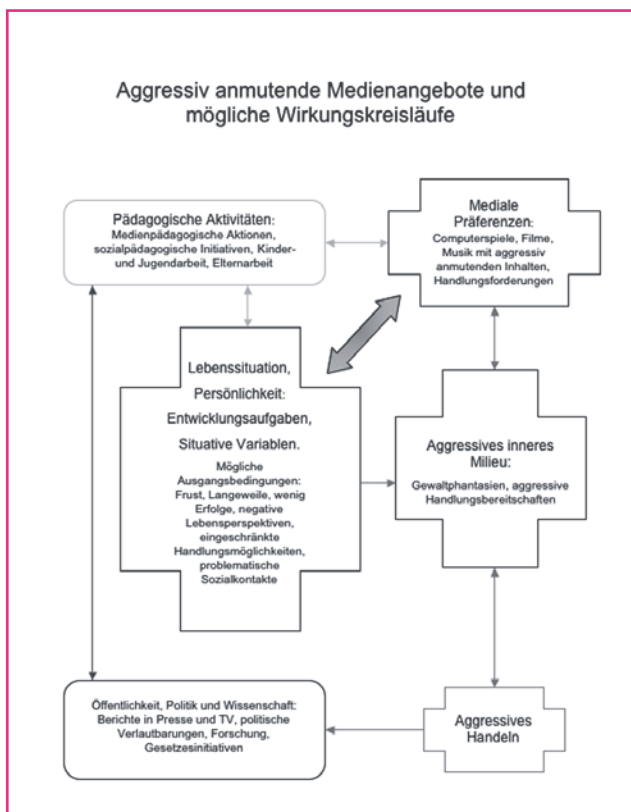 Aggressiv anmutende Medienangebote und
mögliche Wirkungskreisläufe
Pädagogische Aktivitäten:
Medienpädagogische Aktionen,
sozialpädagogische Initiativen, Kinder-
und Jugendarbeit, Elternarbeit
Mediale
Präferenzen:
Computerspiele, Filme,
Musik mit aggressiv
anmutenden Inhalten,
Handlungsforderungen
Lebenssituation,
Persönlichkeit:
Entwicklungsaufgaben,
Situative Variablen.
Mögliche
Ausgangsbedingungen:
Frust, Langeweile, wenig
Erfolge, negative
Lebensperspektiven,
eingeschränkte
Handlungsmöglichkeiten,
problematische
Sozialkontakte
Aggressives inneres
Milieu:
Gewaltphantasien, aggressive
Handlungsbereitschaften
Öffentlichkeit, Politik und Wissenschaft:
Berichte in Presse und TV, politische
Verlautbarungen, Forschung,
Gesetzesinitiativen
Aggressives
Handeln